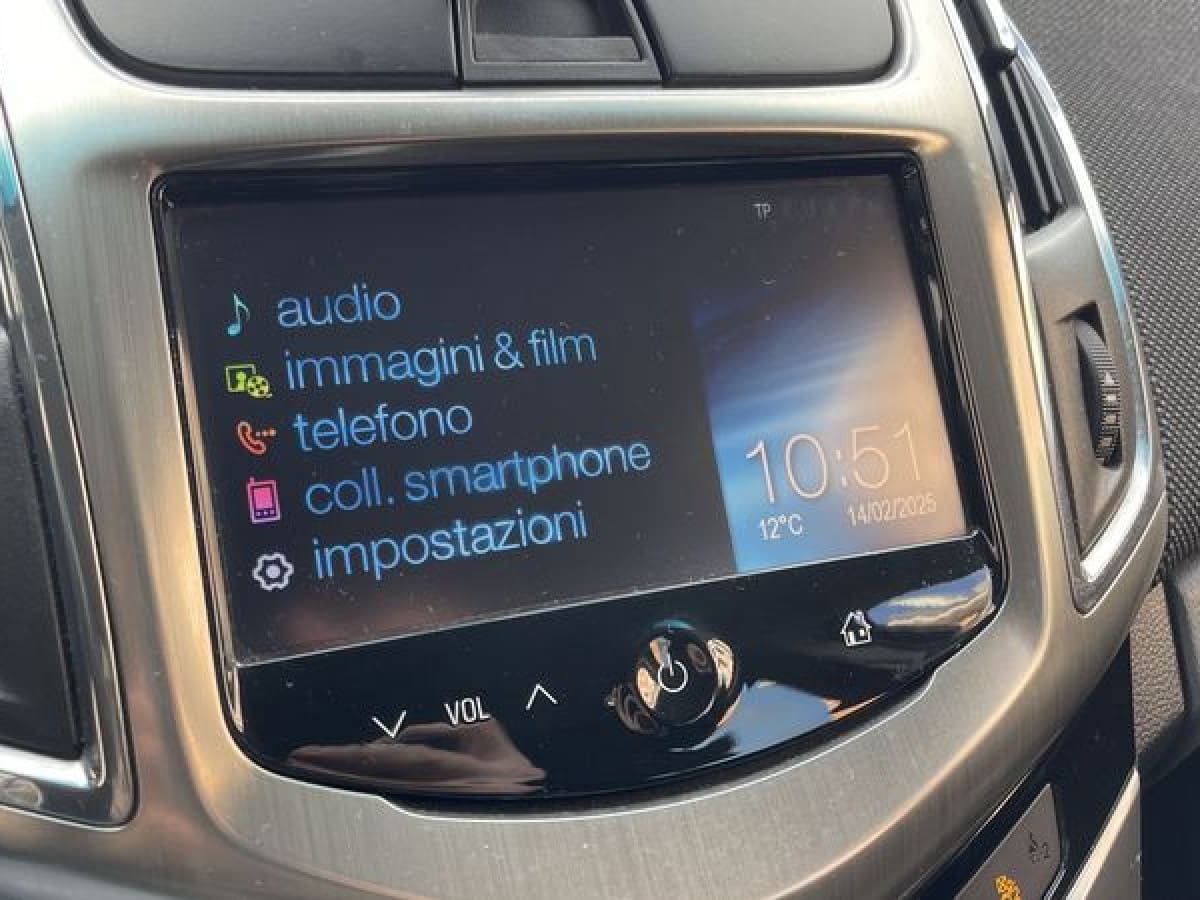 TP
audio
immagini & film
telefono
coll. smartphone
impostazioni
10:51
12°C 14/02/2025
VOL